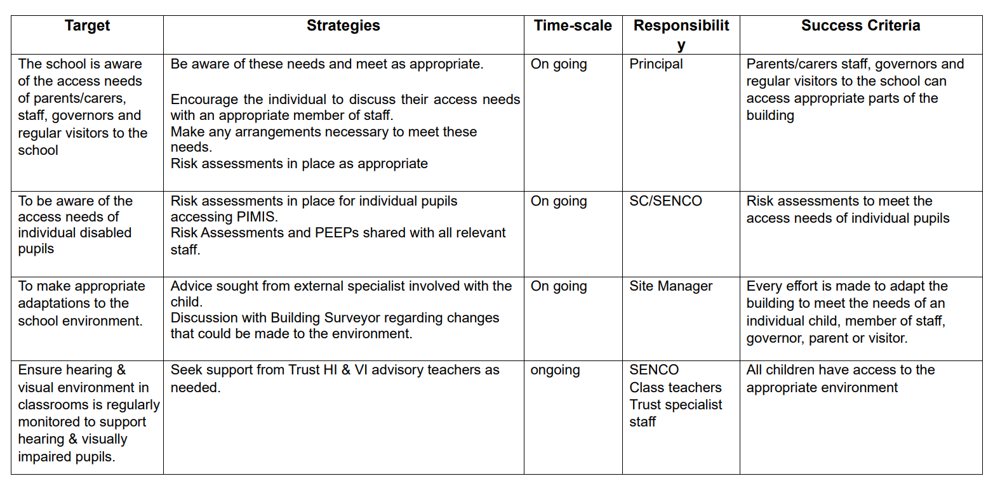 Target
Strategies
Time-scale
Responsibilit
y
Success Criteria
The school is aware
of the access needs
of parents/carers,
staff, governors and
regular visitors to the
school
Be aware of these needs and meet as appropriate.
Encourage the individual to discuss their access needs
with an appropriate member of staff.
Make any arrangements necessary to meet these
needs.
Risk assessments in place as appropriate
On going
Principal
Parents/carers staff, governors and
regular visitors to the school can
access appropriate parts of the
building
To be aware of the
access needs of
individual disabled
pupils
Risk assessments in place for individual pupils
accessing PIMIS.
Risk Assessments and PEEPs shared with all relevant
staff.
On going
SC/SENCO
Risk assessments to meet the
access needs of individual pupils
To make appropriate
adaptations to the
school environment.
Advice sought from external specialist involved with the
child.
Discussion with Building Surveyor regarding changes
that could be made to the environment.
On going
Site Manager
Every effort is made to adapt the
building to meet the needs of an
individual child, member of staff,
governor, parent or visitor.
Ensure hearing &
visual environment in
classrooms is regularly
monitored to support
hearing & visually
impaired pupils.
Seek support from Trust HI & VI advisory teachers as
needed.
ongoing
SENCO
Class teachers
Trust specialist
staff
All children have access to the
appropriate environment